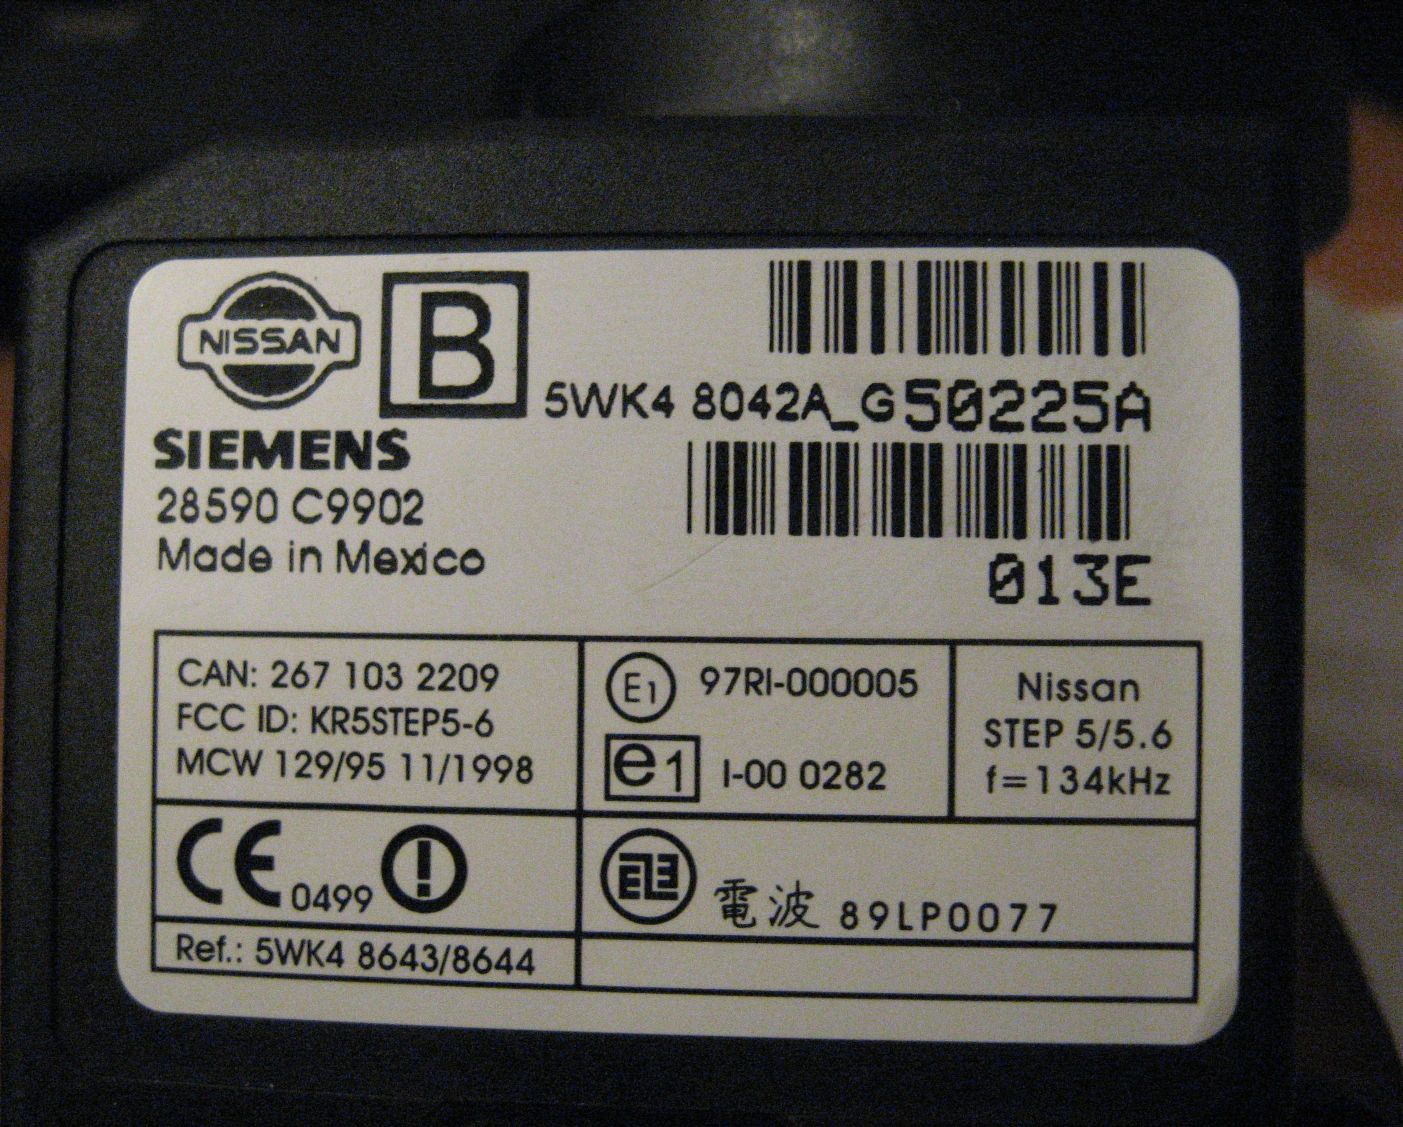 NISSAN
B
5WK4 8042A_G50225A
SIEMENS
28590 C9902
Made in Mexico
013E
CAN: 267 103 2209
FCC ID: KR5STEP5-6
MCW 129/95 11/1998
E1 97RI-000005
e1 I-00 0282
Nissan
STEP 5/5.6
f=134kHz
CE 0499 !
電波 89LP0077
Ref.: 5WK4 8643/8644